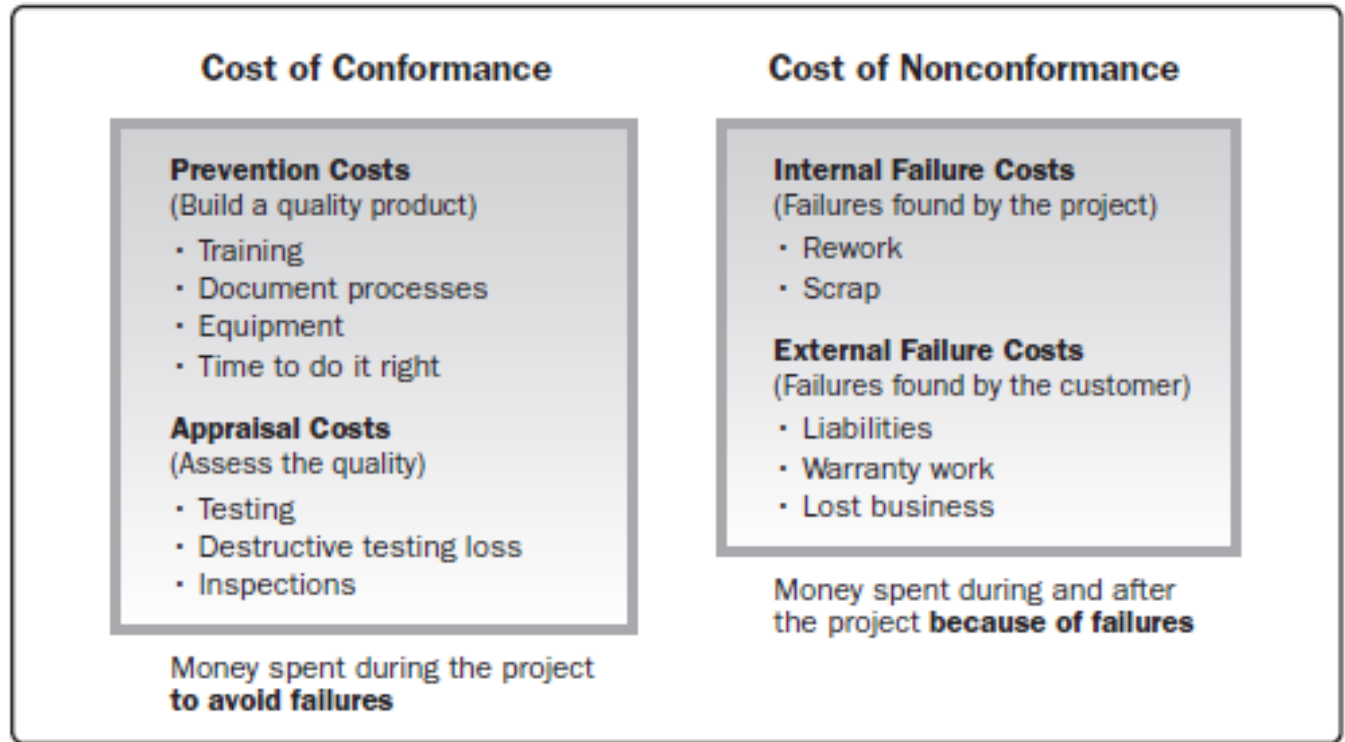 Cost of Conformance
Prevention Costs
(Build a quality product)
· Training
· Document processes
· Equipment
· Time to do it right
Appraisal Costs
(Assess the quality)
· Testing
· Destructive testing loss
· Inspections
Money spent during the project
to avoid failures
Cost of Nonconformance
Internal Failure Costs
(Failures found by the project)
· Rework
· Scrap
External Failure Costs
(Failures found by the customer)
· Liabilities
· Warranty work
· Lost business
Money spent during and after
the project because of failures